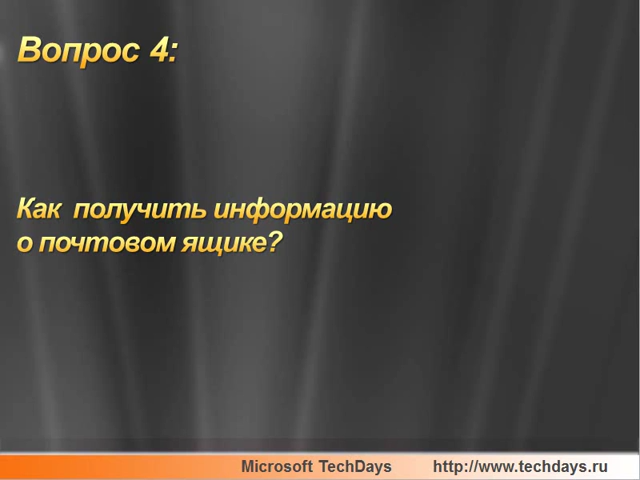 Вопрос 4:
Как получить информацию
о почтовом ящике?
Microsoft TechDays http://www.techdays.ru